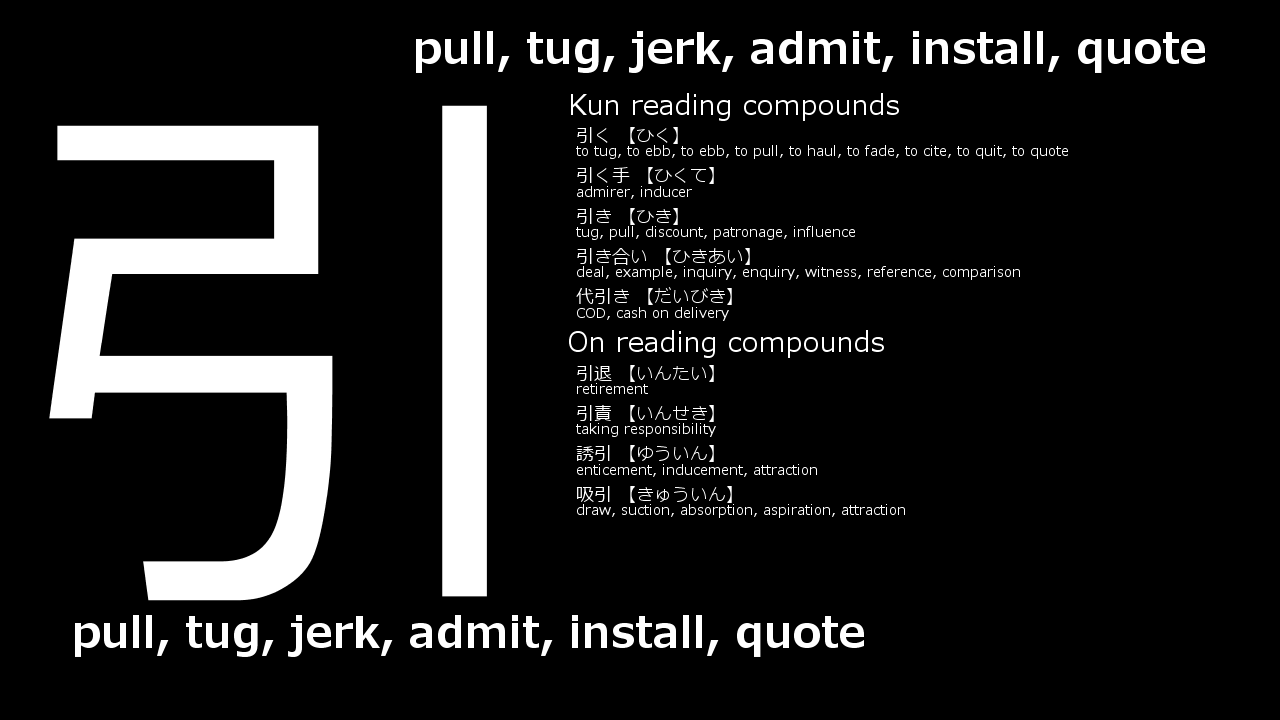 pull, tug, jerk, admit, install, quote
引
Kun reading compounds
引く 【ひく】
to tug, to ebb, to ebb, to pull, to haul, to fade, to cite, to quit, to quote
引く手 【ひくて】
admirer, inducer
引き 【ひき】
tug, pull, discount, patronage, influence
引き合い 【ひきあい】
deal, example, inquiry, enquiry, witness, reference, comparison
代引き 【だいびき】
COD, cash on delivery
On reading compounds
引退 【いんたい】
retirement
引責 【いんせき】
taking responsibility
誘引 【ゆういん】
enticement, inducement, attraction
吸引 【きゅういん】
draw, suction, absorption, aspiration, attraction
pull, tug, jerk, admit, install, quote